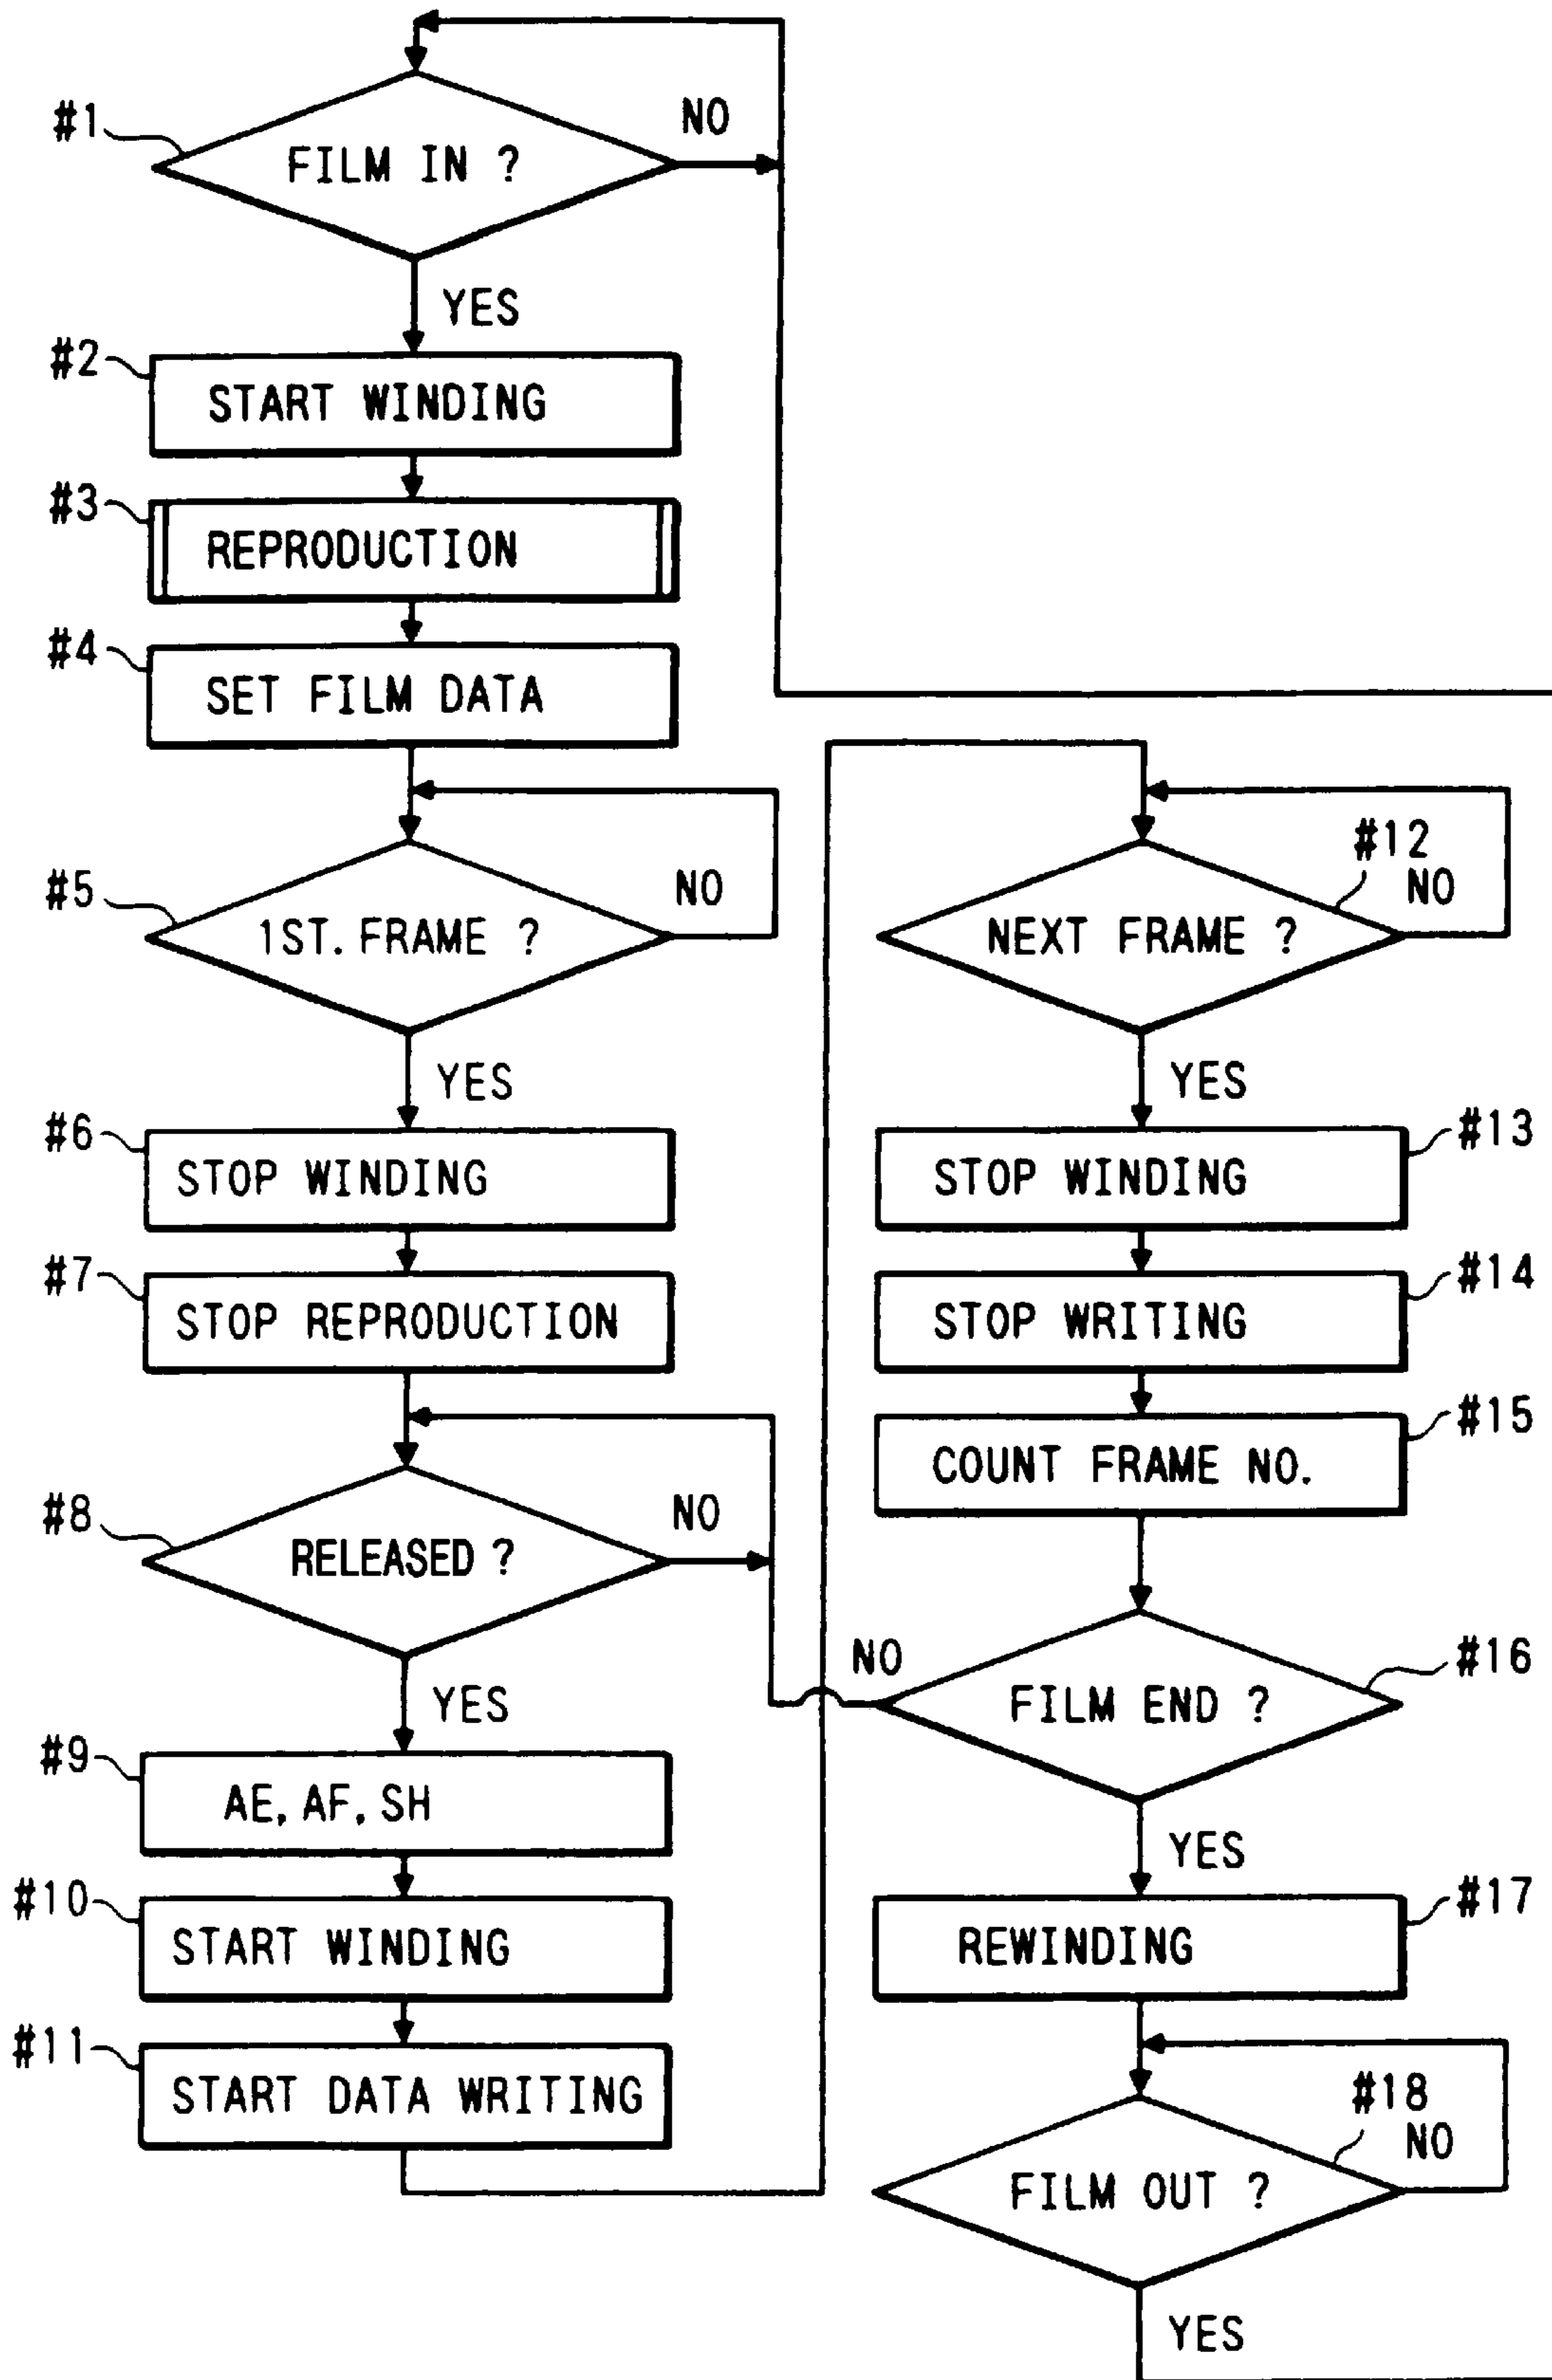 #1
FILM IN ?
NO
YES
#2
START WINDING
#3
REPRODUCTION
#4
SET FILM DATA
#5
1ST. FRAME ?
NO
YES
#6
STOP WINDING
#7
STOP REPRODUCTION
#8
RELEASED ?
NO
YES
#9
AE, AF, SH
#10
START WINDING
#11
START DATA WRITING
#12
NO
NEXT FRAME ?
YES
#13
STOP WINDING
#14
STOP WRITING
#15
COUNT FRAME NO.
NO
#16
FILM END ?
YES
#17
REWINDING
#18
NO
FILM OUT ?
YES